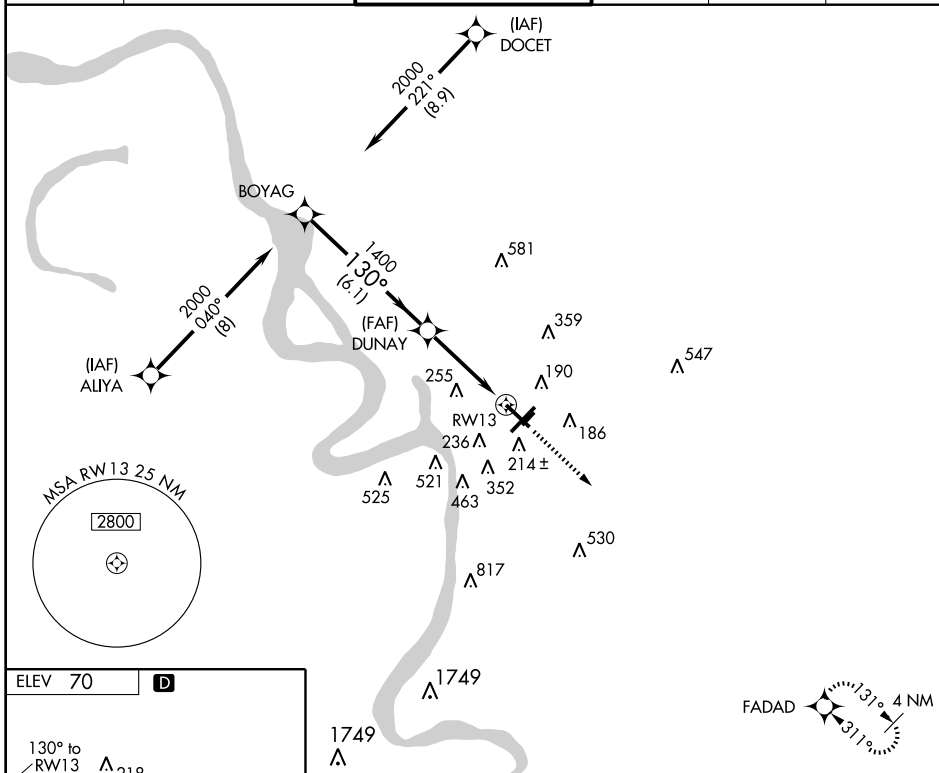 (IAF)
DOCET
2000
221°
(8.9)
BOYAG
1400
130°
(6.1)
581
2000
040°
(8)
(FAF)
DUNAY
359
(IAF)
ALIYA
547
255
190
RW13
186
236
214 ±
521
352
525
463
MSA RW13 25 NM
2800
530
817
ELEV 70 D
1749
131°
4 NM
FADAD
311°
1749
130° to
RW13
218